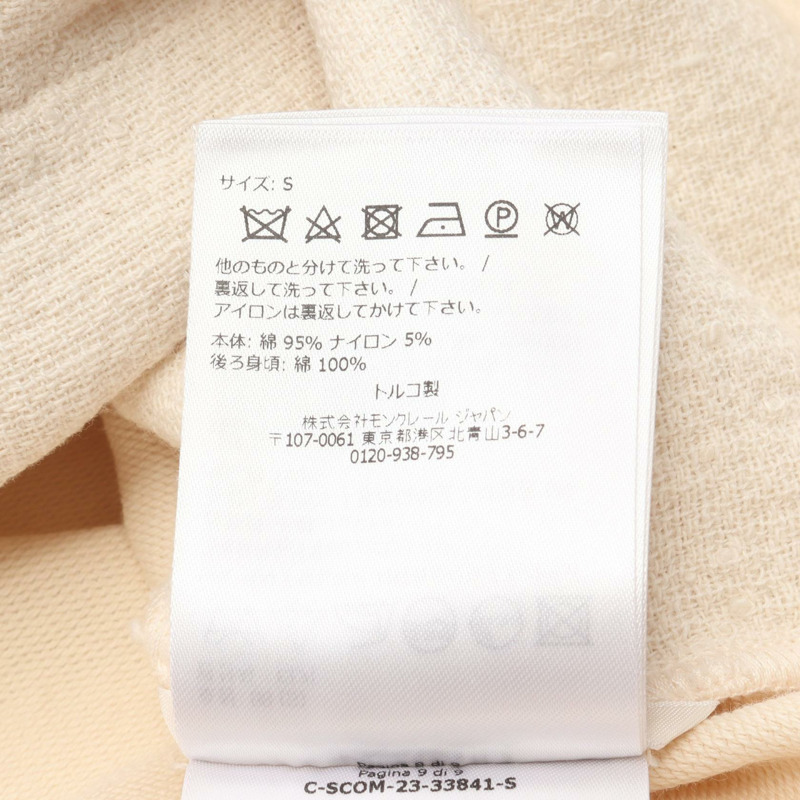 サイズ: S
他のものと分けて洗って下さい。 /
裏返して洗って下さい。 /
アイロンは裏返してかけて下さい。
本体: 綿 95% ナイロン 5%
後ろ身頃: 綿 100%
トルコ製
株式会社モンクレール ジャパン
〒107-0061 東京都港区北青山3-6-7
0120-938-795
Pagina 8 di 9
Pagina 9 di 9
C-SCOM-23-33841-S